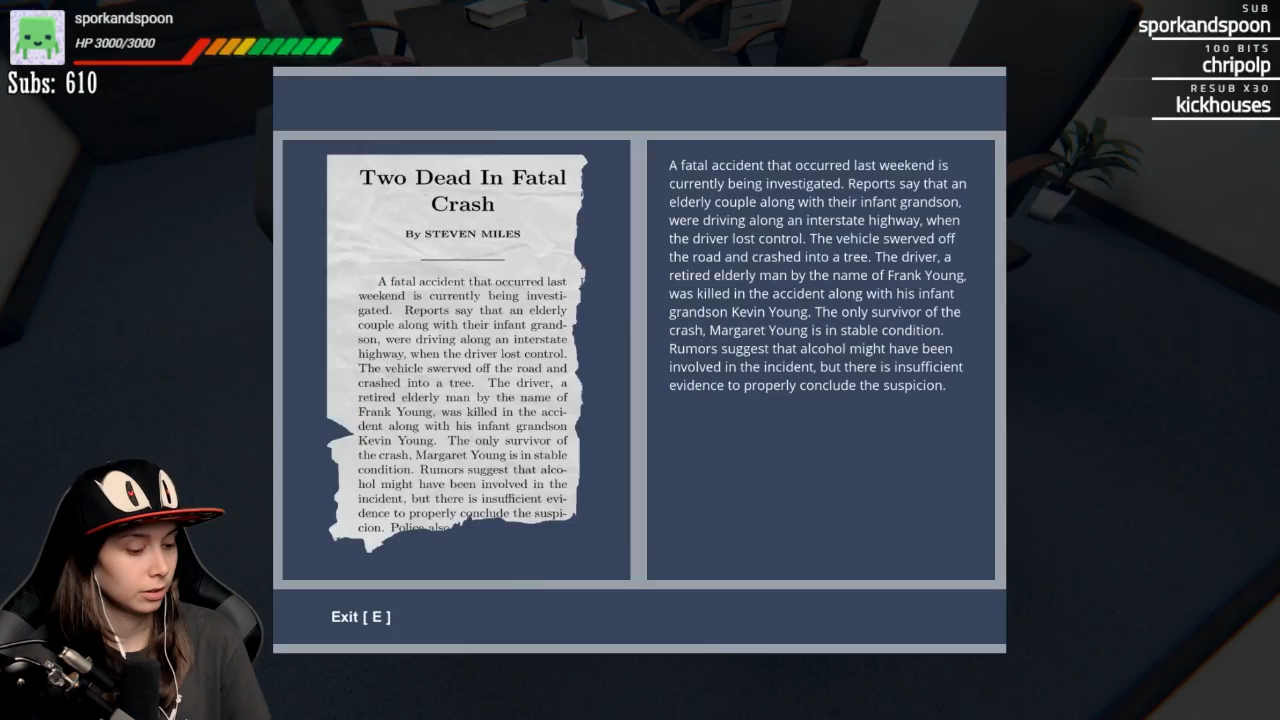 sporkandspoon
HP 3000/3000
Subs: 610
SUB
sporkandspoon
100 BITS
chripolp
RESUB X30
kickhouses
Two Dead In Fatal
Crash
By STEVEN MILES
A fatal accident that occurred last
weekend is currently being investi-
gated. Reports say that an elderly
couple along with their infant grand-
son, were driving along an interstate
highway, when the driver lost control.
The vehicle swerved off the road and
crashed into a tree. The driver, a
retired elderly man by the name of
Frank Young, was killed in the acci-
dent along with his infant grandson
Kevin Young. The only survivor of
the crash, Margaret Young is in stable
condition. Rumors suggest that alco-
hol might have been involved in the
incident, but there is insufficient evi-
dence to properly conclude the suspi-
cion. Police also
A fatal accident that occurred last weekend is
currently being investigated. Reports say that an
elderly couple along with their infant grandson,
were driving along an interstate highway, when
the driver lost control. The vehicle swerved off
the road and crashed into a tree. The driver, a
retired elderly man by the name of Frank Young,
was killed in the accident along with his infant
grandson Kevin Young. The only survivor of the
crash, Margaret Young is in stable condition.
Rumors suggest that alcohol might have been
involved in the incident, but there is insufficient
evidence to properly conclude the suspicion.
Exit [ E ]